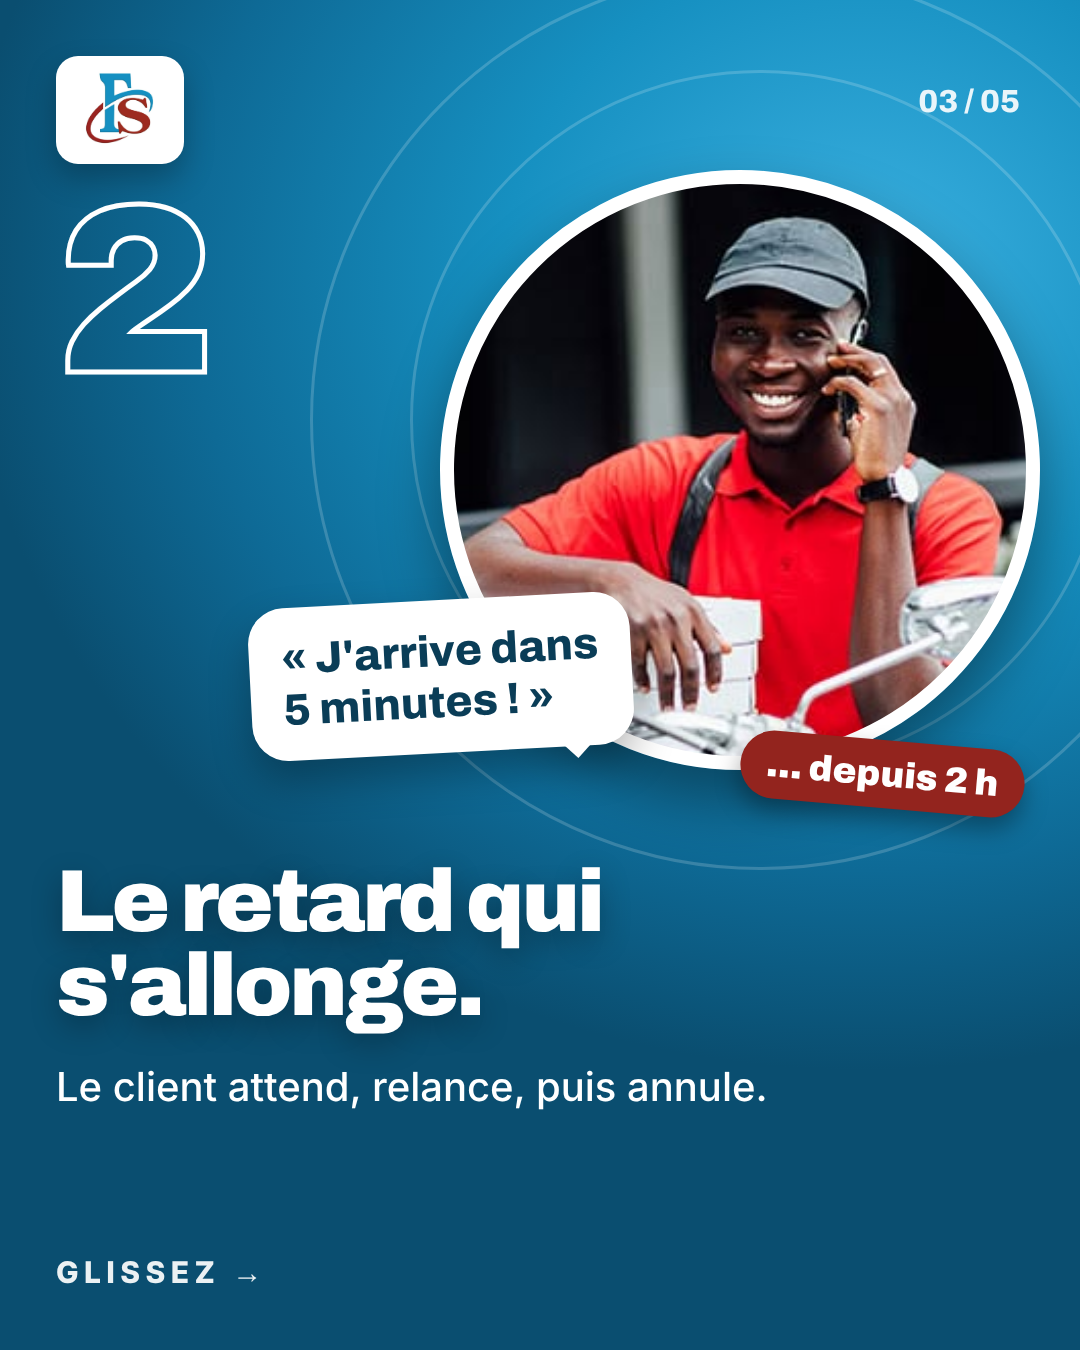 FS
03 / 05
2
« J'arrive dans
5 minutes ! »
... depuis 2 h
Le retard qui
s'allonge.
Le client attend, relance, puis annule.
GLISSEZ →